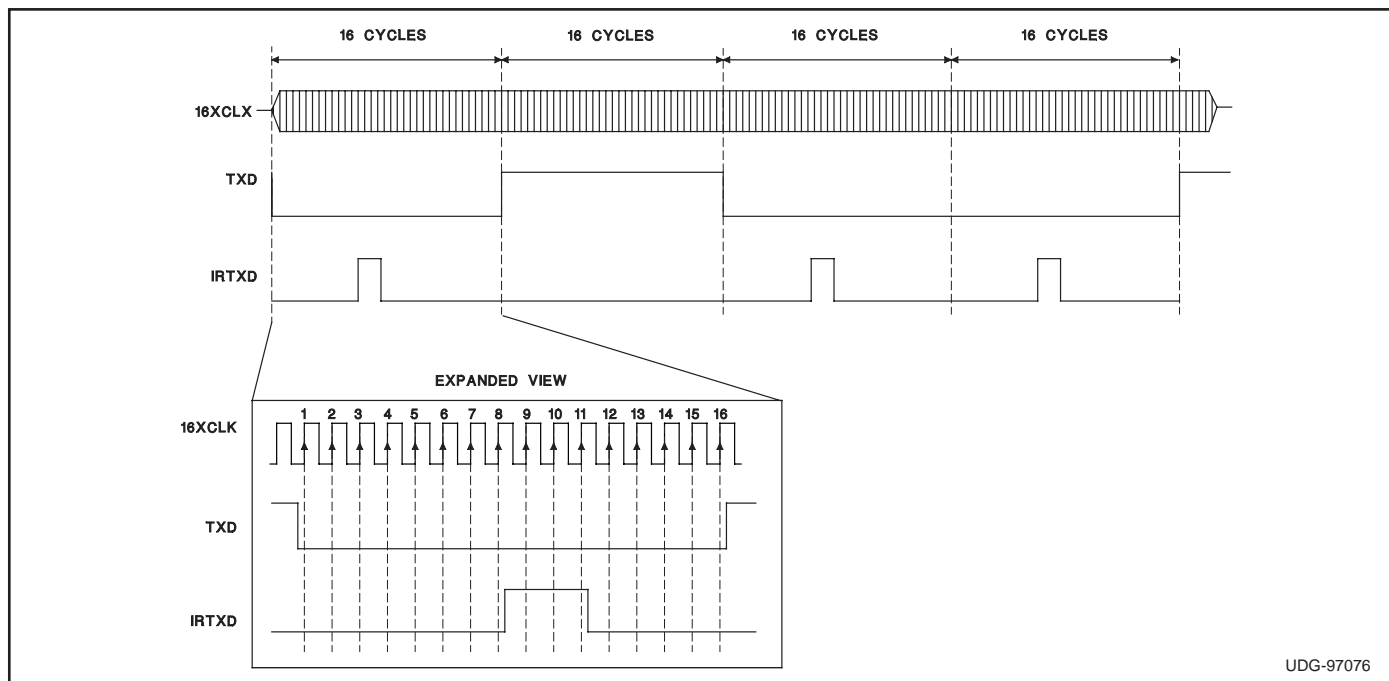 16 CYCLES 16 CYCLES 16 CYCLES 16 CYCLES
16XCLX
TXD
IRTXD
EXPANDED VIEW
1 2 3 4 5 6 7 8 9 10 11 12 13 14 15 16
16XCLK
TXD
IRTXD
UDG-97076